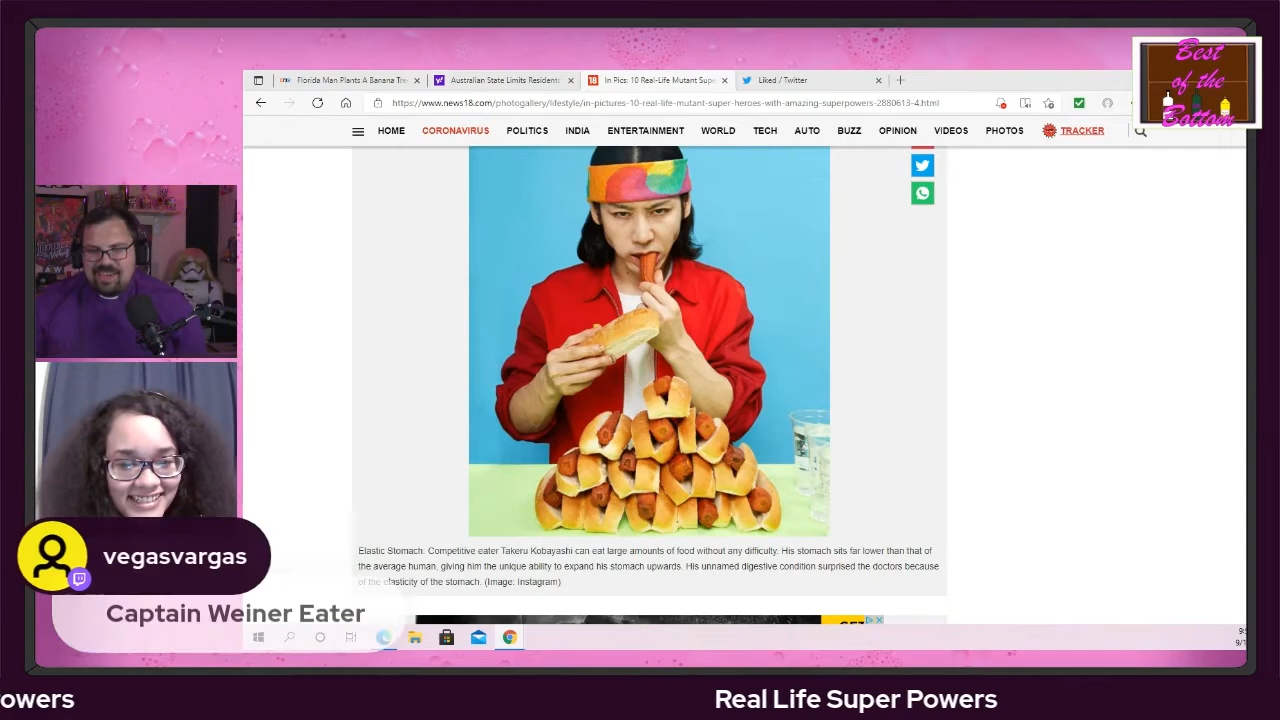 Best
of the
Bottom
Florida Man Plants A Banana Tre
Australian State Limits Resident
18 In Pics: 10 Real-Life Mutant Supe
Liked / Twitter
https://www.news18.com/photogallery/lifestyle/in-pictures-10-real-life-mutant-super-heroes-with-amazing-superpowers-2880613-4.html
HOME CORONAVIRUS POLITICS INDIA ENTERTAINMENT WORLD TECH AUTO BUZZ OPINION VIDEOS PHOTOS TRACKER
Elastic Stomach: Competitive eater Takeru Kobayashi can eat large amounts of food without any difficulty. His stomach sits far lower than that of
the average human, giving him the unique ability to expand his stomach upwards. His unnamed digestive condition surprised the doctors because
of the elasticity of the stomach. (Image: Instagram)
vegasvargas
Captain Weiner Eater
owers
Real Life Super Powers